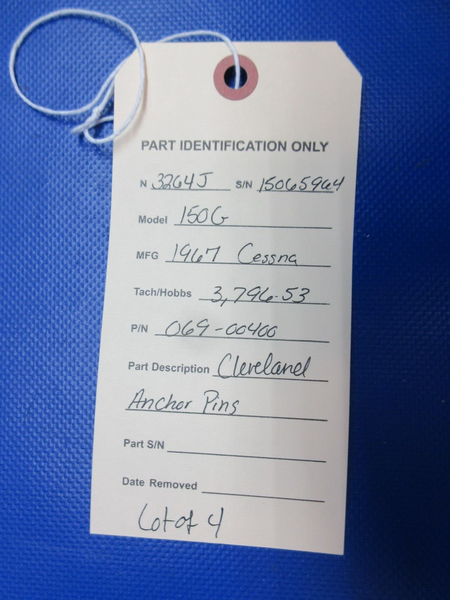 PART IDENTIFICATION ONLY
N 3264J S/N 15065964
Model 150G
MFG 1967 Cessna
Tach/Hobbs 3,796.53
P/N 069-00400
Part Description Cleveland
Anchor Pins
Part S/N
Date Removed
Lot of 4